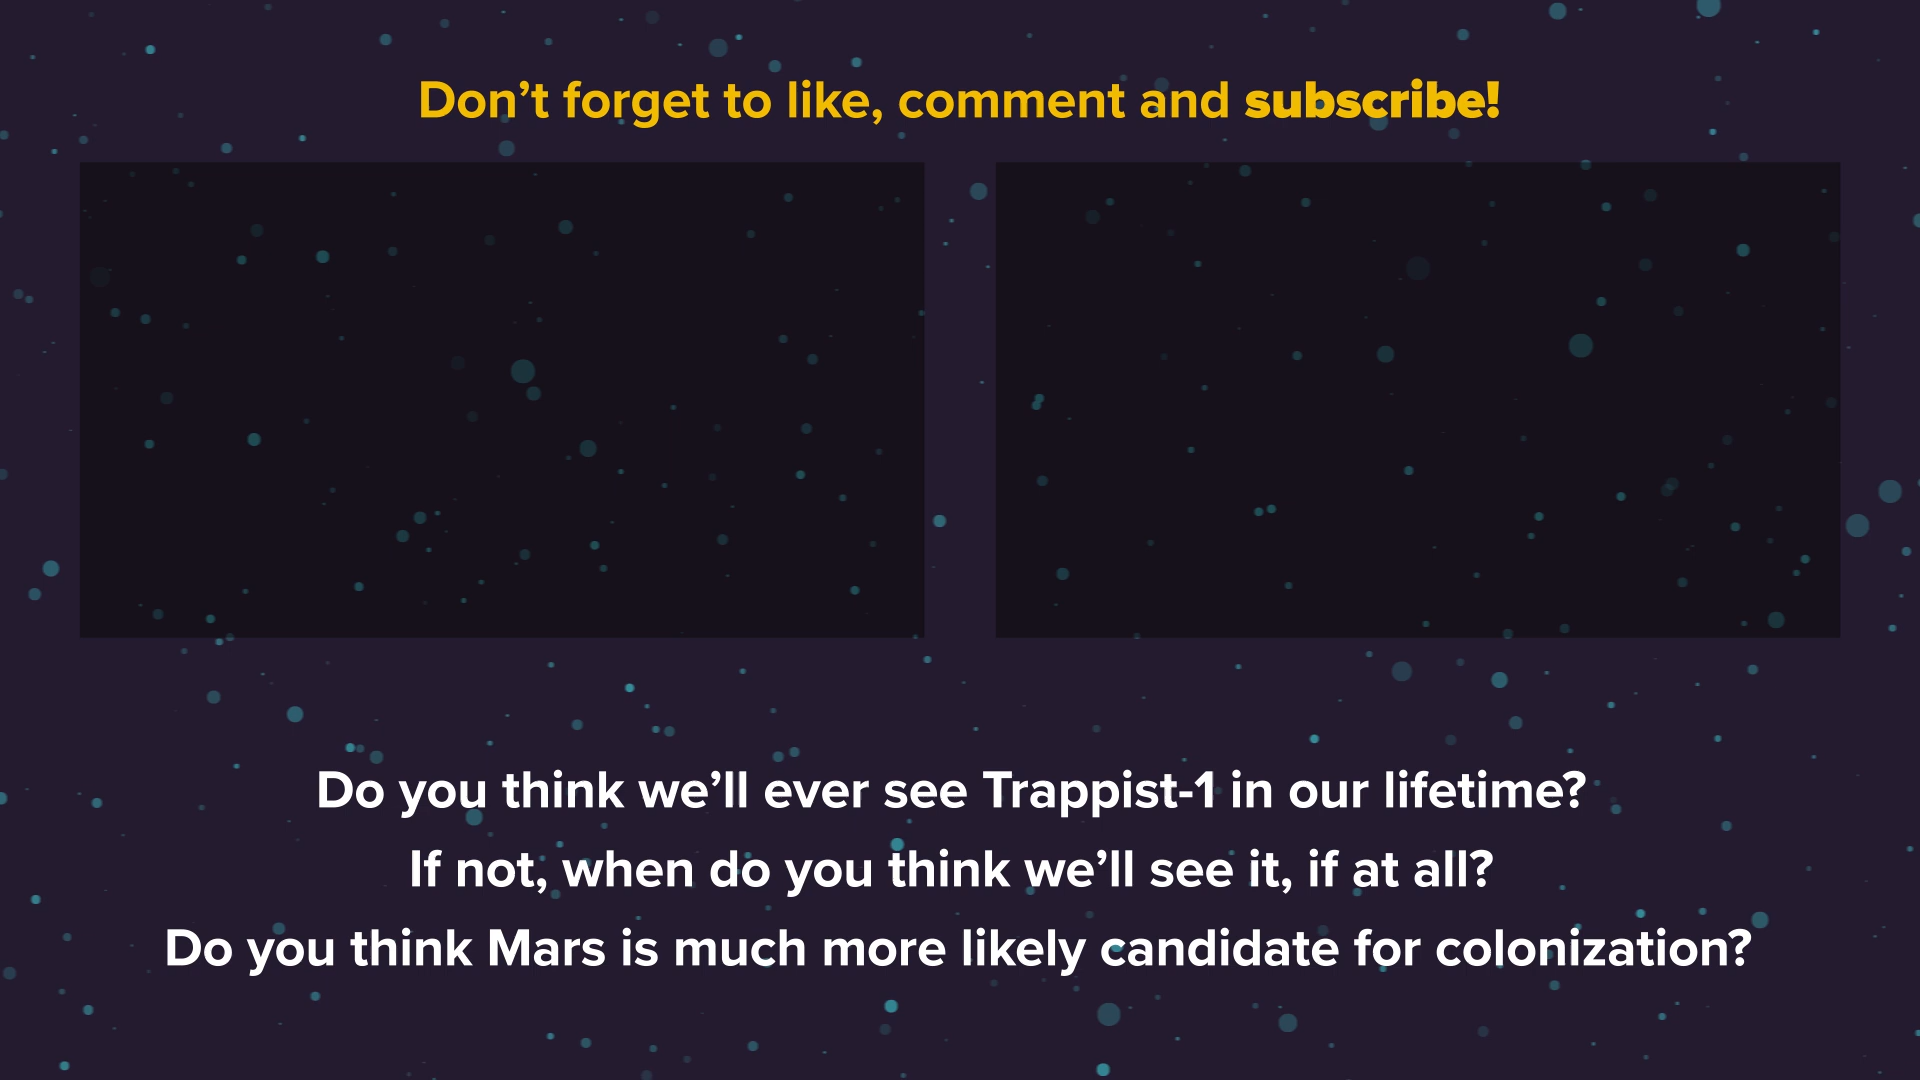 Don’t forget to like, comment and subscribe!
Do you think we’ll ever see Trappist-1 in our lifetime?
If not, when do you think we’ll see it, if at all?
Do you think Mars is much more likely candidate for colonization?